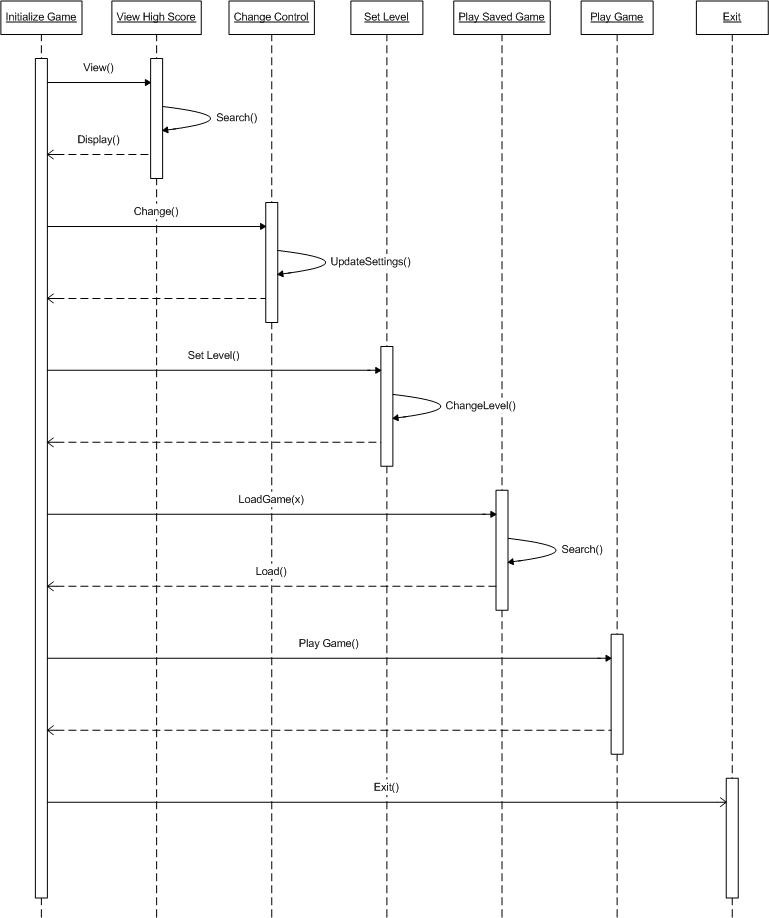 Initialize Game
View High Score
Change Control
Set Level
Play Saved Game
Play Game
Exit
View()
Search()
Display()
Change()
UpdateSettings()
Set Level()
ChangeLevel()
LoadGame(x)
Search()
Load()
Play Game()
Exit()